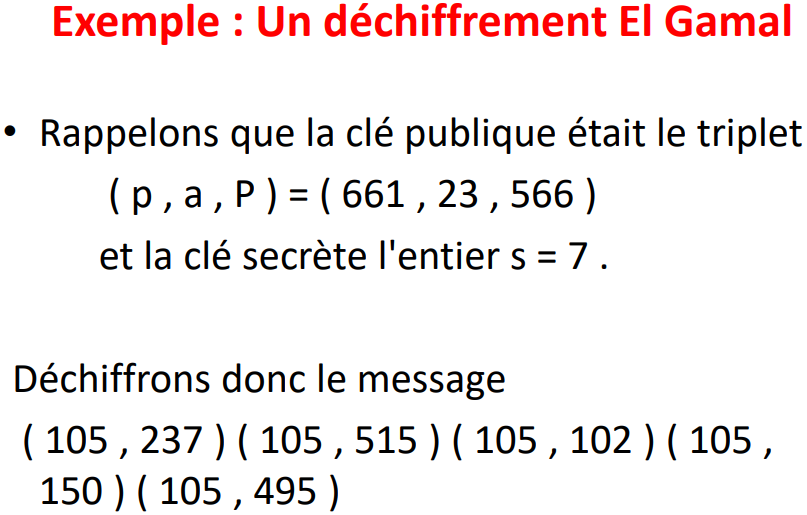 Exemple : Un déchiffrement El Gamal
• Rappelons que la clé publique était le triplet
( p , a , P ) = ( 661 , 23 , 566 )
et la clé secrète l'entier s = 7 .
Déchiffrons donc le message
( 105 , 237 ) ( 105 , 515 ) ( 105 , 102 ) ( 105 ,
150 ) ( 105 , 495 )